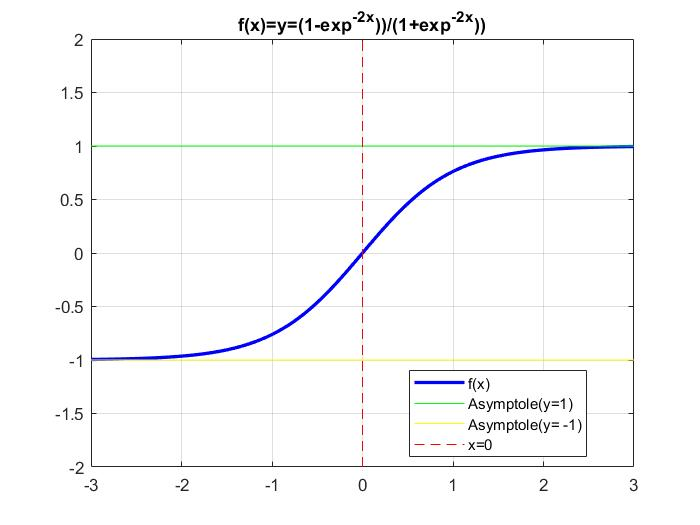 f(x)=y=(1-exp^-2x))/(1+exp^-2x))
2
1.5
1
0.5
0
-0.5
-1
-1.5
-2
-3 -2 -1 0 1 2 3
f(x)
Asymptole(y=1)
Asymptole(y= -1)
x=0